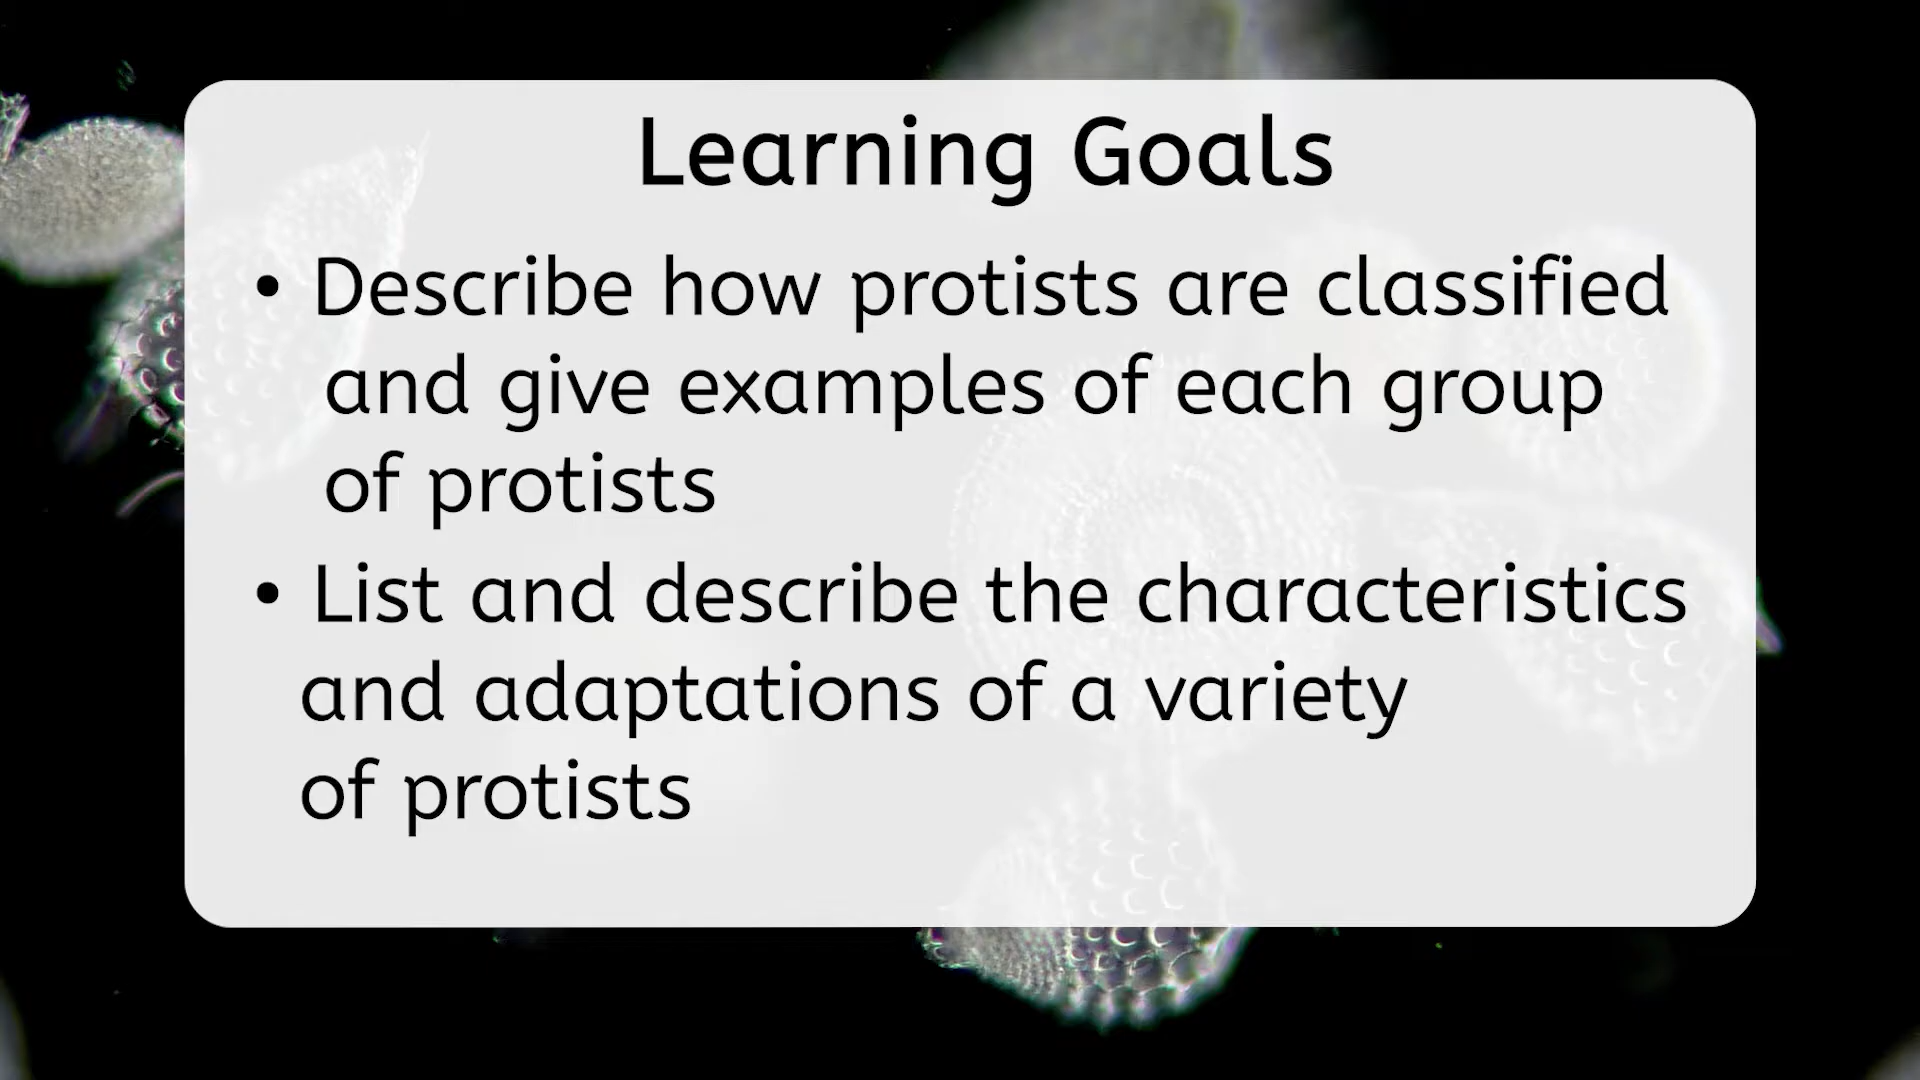 Learning Goals
• Describe how protists are classified
and give examples of each group
of protists
• List and describe the characteristics
and adaptations of a variety
of protists